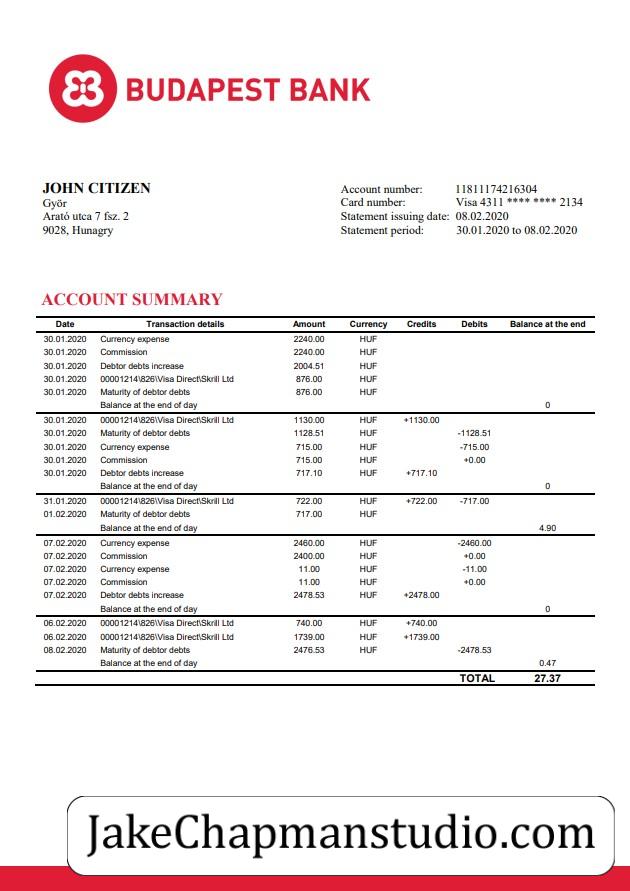 BUDAPEST BANK
JOHN CITIZEN
Györ
Arató utca 7 fsz. 2
9028, Hunagry
Account number: 11811174216304
Card number: Visa 4311 **** **** 2134
Statement issuing date: 08.02.2020
Statement period: 30.01.2020 to 08.02.2020
ACCOUNT SUMMARY
Date Transaction details Amount Currency Credits Debits Balance at the end
30.01.2020 Currency expense 2240.00 HUF
30.01.2020 Commission 2240.00 HUF
30.01.2020 Debtor debts increase 2004.51 HUF
30.01.2020 00001214\826\Visa Direct\Skrill Ltd 876.00 HUF
30.01.2020 Maturity of debtor debts 876.00 HUF
Balance at the end of day 0
30.01.2020 00001214\826\Visa Direct\Skrill Ltd 1130.00 HUF +1130.00
30.01.2020 Maturity of debtor debts 1128.51 HUF -1128.51
30.01.2020 Currency expense 715.00 HUF -715.00
30.01.2020 Commission 715.00 HUF +0.00
30.01.2020 Debtor debts increase 717.10 HUF +717.10
Balance at the end of day 0
31.01.2020 00001214\826\Visa Direct\Skrill Ltd 722.00 HUF +722.00 -717.00
01.02.2020 Maturity of debtor debts 717.00 HUF
Balance at the end of day 4.90
07.02.2020 Currency expense 2460.00 HUF -2460.00
07.02.2020 Commission 2400.00 HUF +0.00
07.02.2020 Currency expense 11.00 HUF -11.00
07.02.2020 Commission 11.00 HUF +0.00
07.02.2020 Debtor debts increase 2478.53 HUF +2478.00
Balance at the end of day 0
06.02.2020 00001214\826\Visa Direct\Skrill Ltd 740.00 HUF +740.00
06.02.2020 00001214\826\Visa Direct\Skrill Ltd 1739.00 HUF +1739.00
08.02.2020 Maturity of debtor debts 2476.53 HUF -2478.53
Balance at the end of day 0.47
TOTAL 27.37
JakeChapmanstudio.com